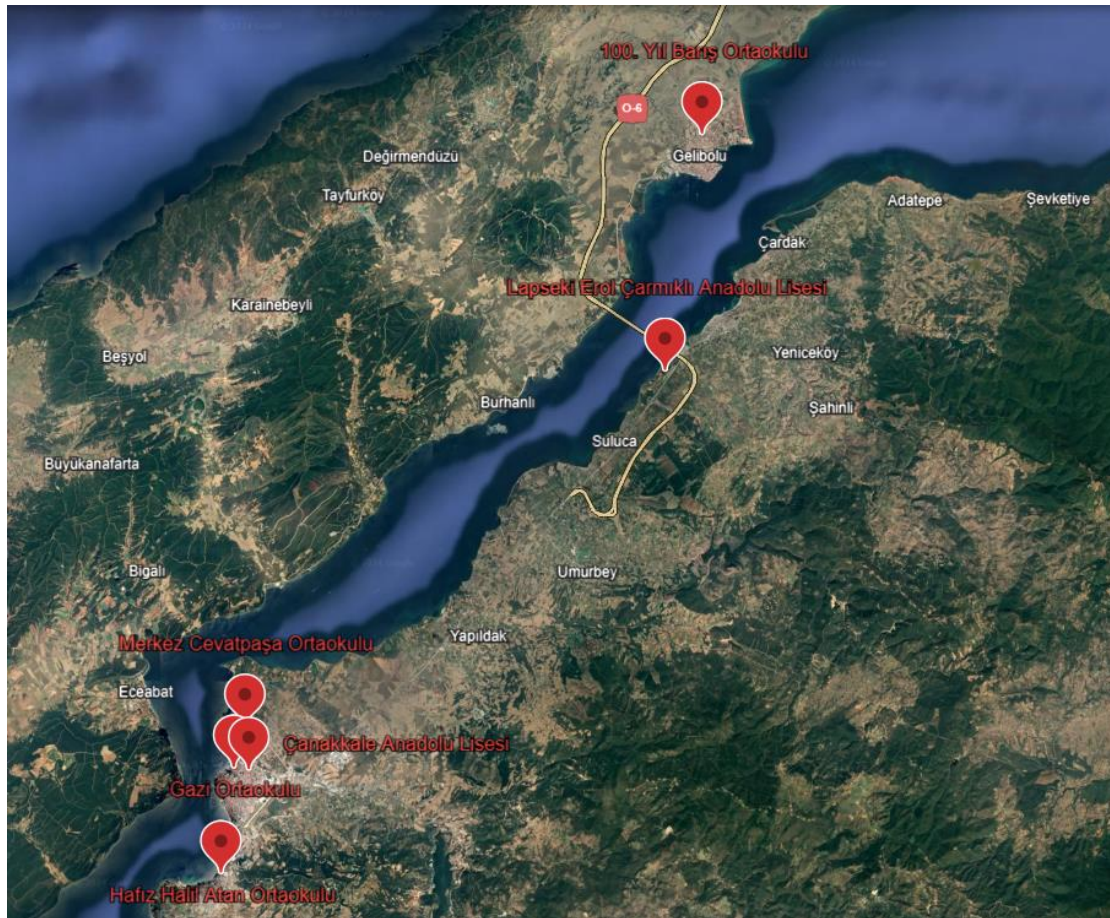 100. Yıl Barış Ortaokulu
O-6
Değirmendüzü
Gelibolu
Tayfurköy
Adatepe
Şevketiye
Çardak
Lapseki Erol Çarmıklı Anadolu Lisesi
Karainebeyli
Beşyol
Yeniceköy
Burhanlı
Şahinli
Suluca
Büyükanafarta
Bigalı
Umurbey
Yapıldak
Merkez Cevatpaşa Ortaokulu
Eceabat
Çanakkale Anadolu Lisesi
Gazi Ortaokulu
Hafız Halil Atan Ortaokulu